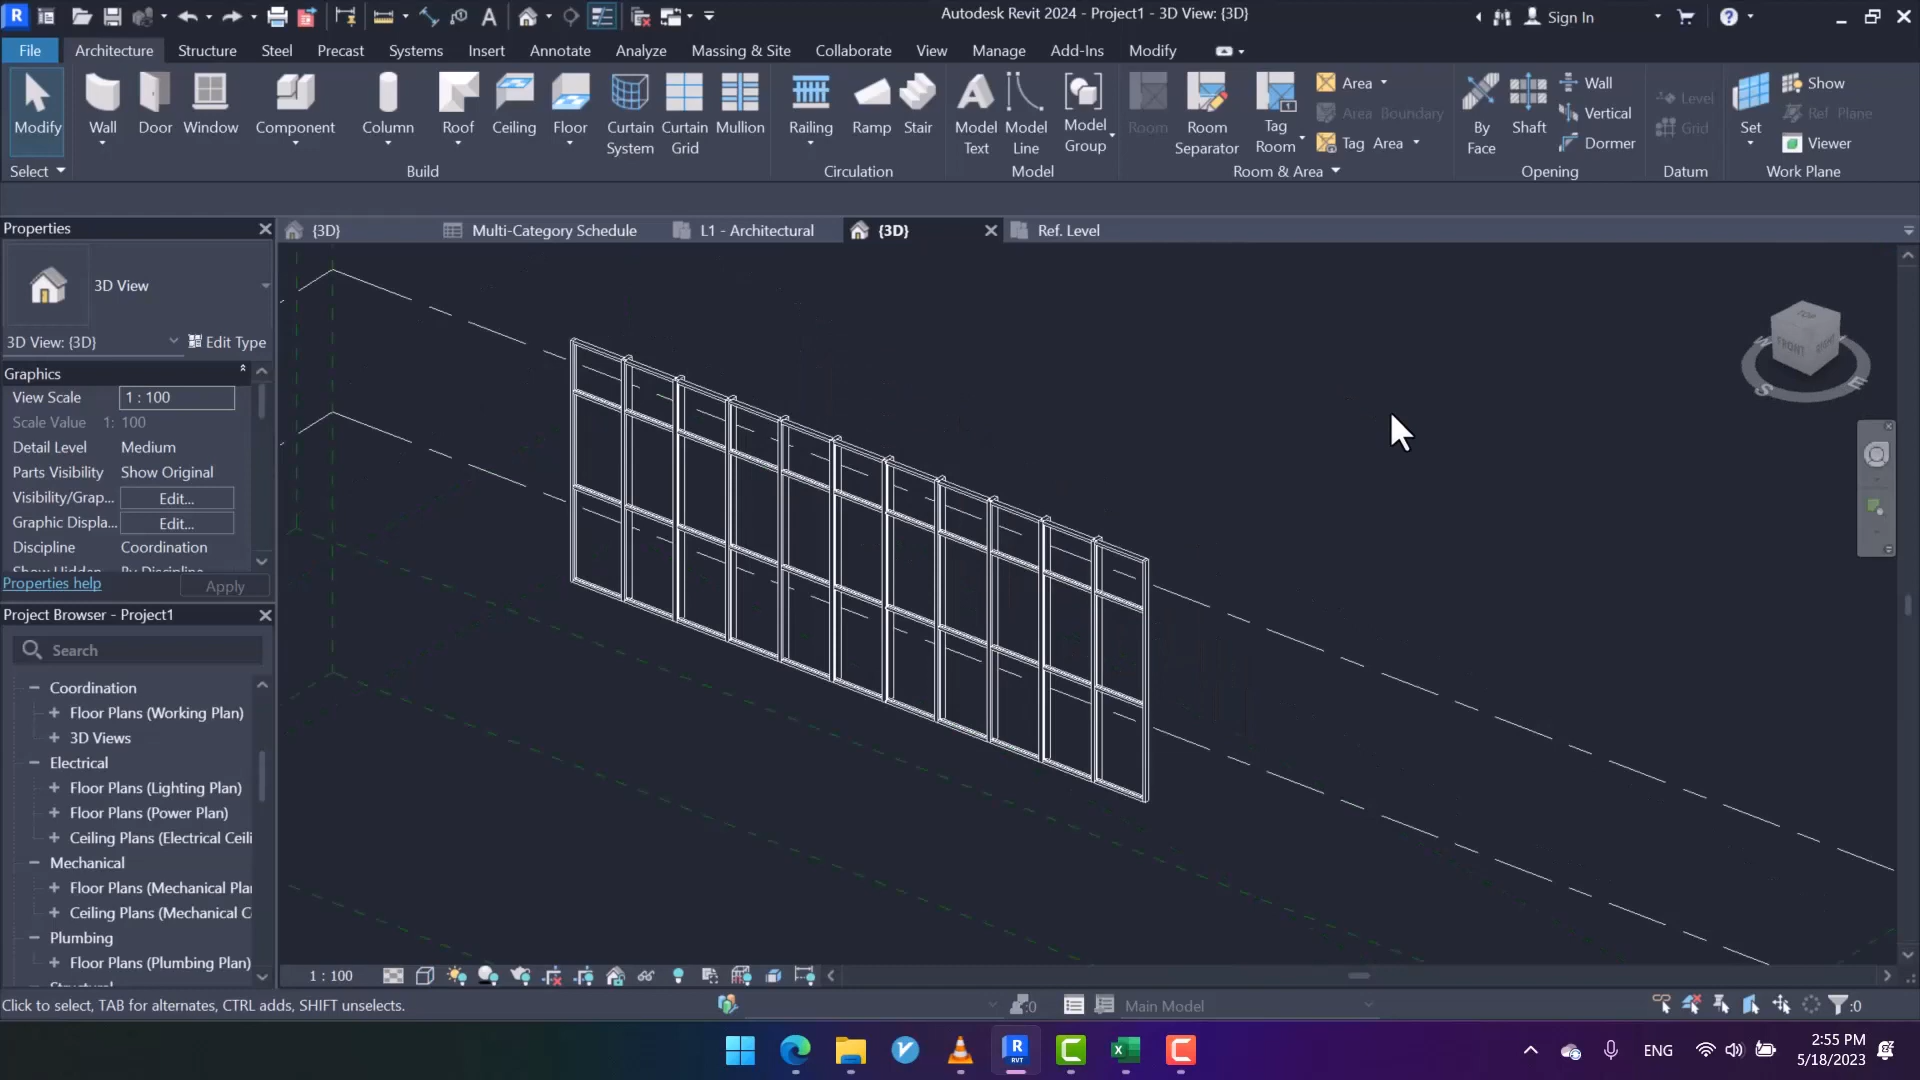 Autodesk Revit 2024 - Project1 - 3D View: {3D}
Sign In
File Architecture Structure Steel Precast Systems Insert Annotate Analyze Massing & Site Collaborate View Manage Add-Ins Modify
Modify
Wall
Door
Window
Component
Column
Roof
Ceiling
Floor
Curtain System
Curtain Grid
Mullion
Railing
Ramp
Stair
Model Text
Model Line
Model Group
Room
Room Separator
Tag Room
Area
Area Boundary
Tag Area
By Face
Shaft
Wall
Vertical
Dormer
Level
Grid
Set
Show
Ref Plane
Viewer
Select Build Circulation Model Room & Area Opening Datum Work Plane
Properties
{3D} Multi-Category Schedule L1 - Architectural {3D} Ref. Level
3D View
3D View: {3D} Edit Type
Graphics
View Scale 1 : 100
Scale Value 1: 100
Detail Level Medium
Parts Visibility Show Original
Visibility/Grap... Edit...
Graphic Displa... Edit...
Discipline Coordination
Properties help Apply
Project Browser - Project1
Search
Coordination
Floor Plans (Working Plan)
3D Views
Electrical
Floor Plans (Lighting Plan)
Floor Plans (Power Plan)
Ceiling Plans (Electrical Ceili
Mechanical
Floor Plans (Mechanical Pla
Ceiling Plans (Mechanical C
Plumbing
Floor Plans (Plumbing Plan)
TOP
FRONT
RIGHT
W
S
E
1 : 100
Click to select, TAB for alternates, CTRL adds, SHIFT unselects.
:0
Main Model
:0
ENG
2:55 PM
5/18/2023